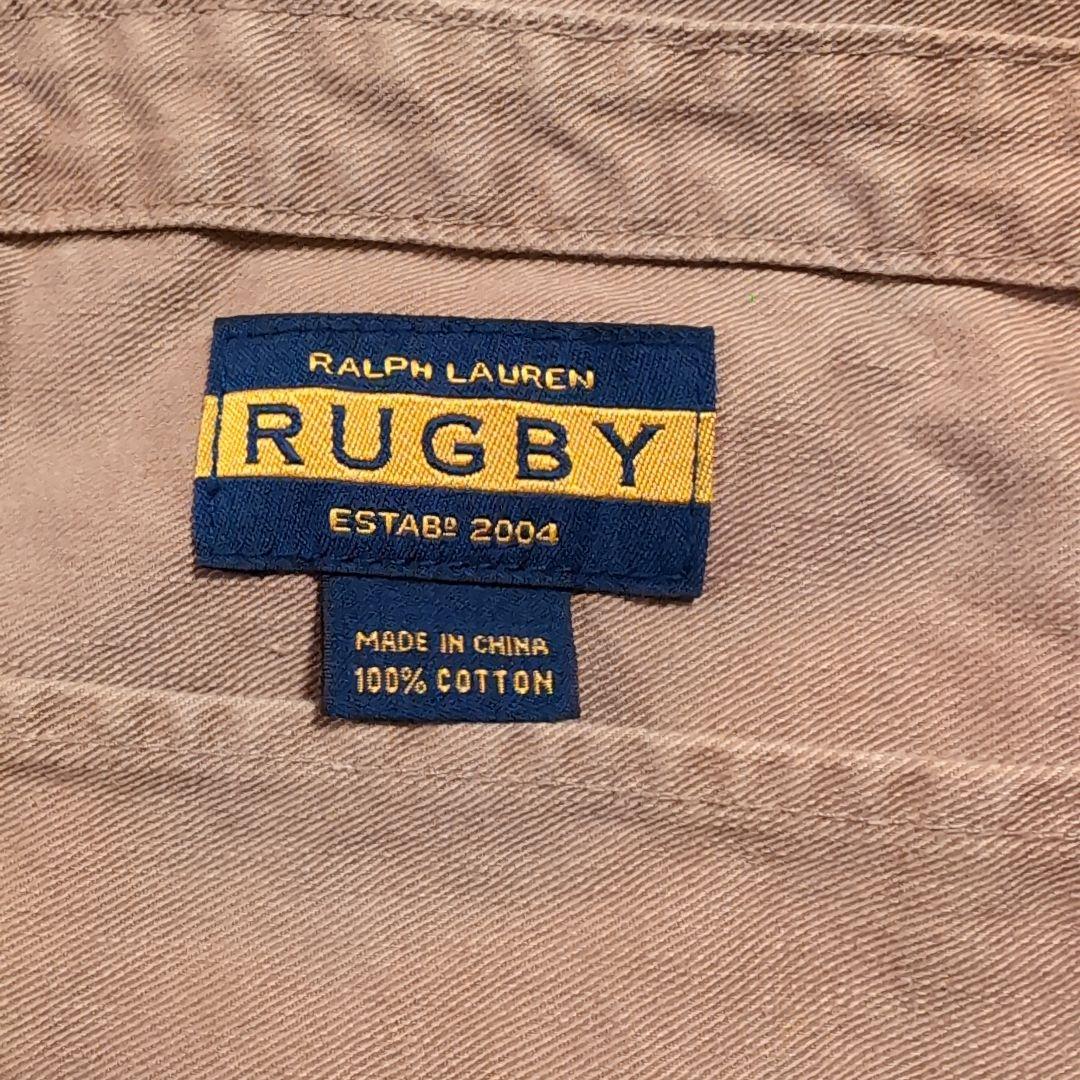 RALPH LAUREN
RUGBY
ESTABº 2004
MADE IN CHINA
100% COTTON